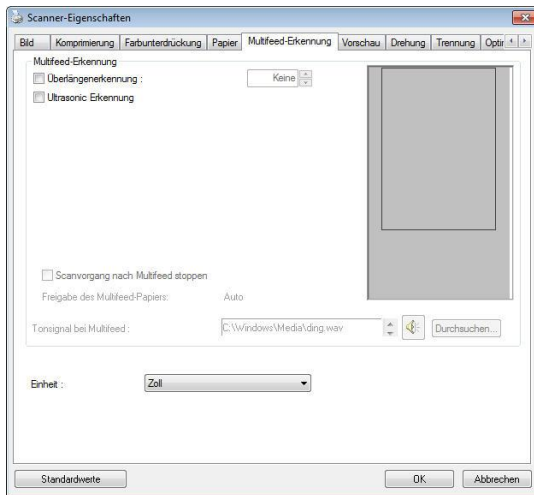 Scanner-Eigenschaften
Bild Komprimierung Farbunterdrückung Papier Multifeed-Erkennung Vorschau Drehung Trennung Optir
Multifeed-Erkennung
Überlängenerkennung : Keine
Ultrasonic Erkennung
Scanvorgang nach Multifeed stoppen
Freigabe des Multifeed-Papiers: Auto
Tonsignal bei Multifeed : C:\Windows\Media\ding.wav Durchsuchen...
Einheit : Zoll
Standardwerte OK Abbrechen